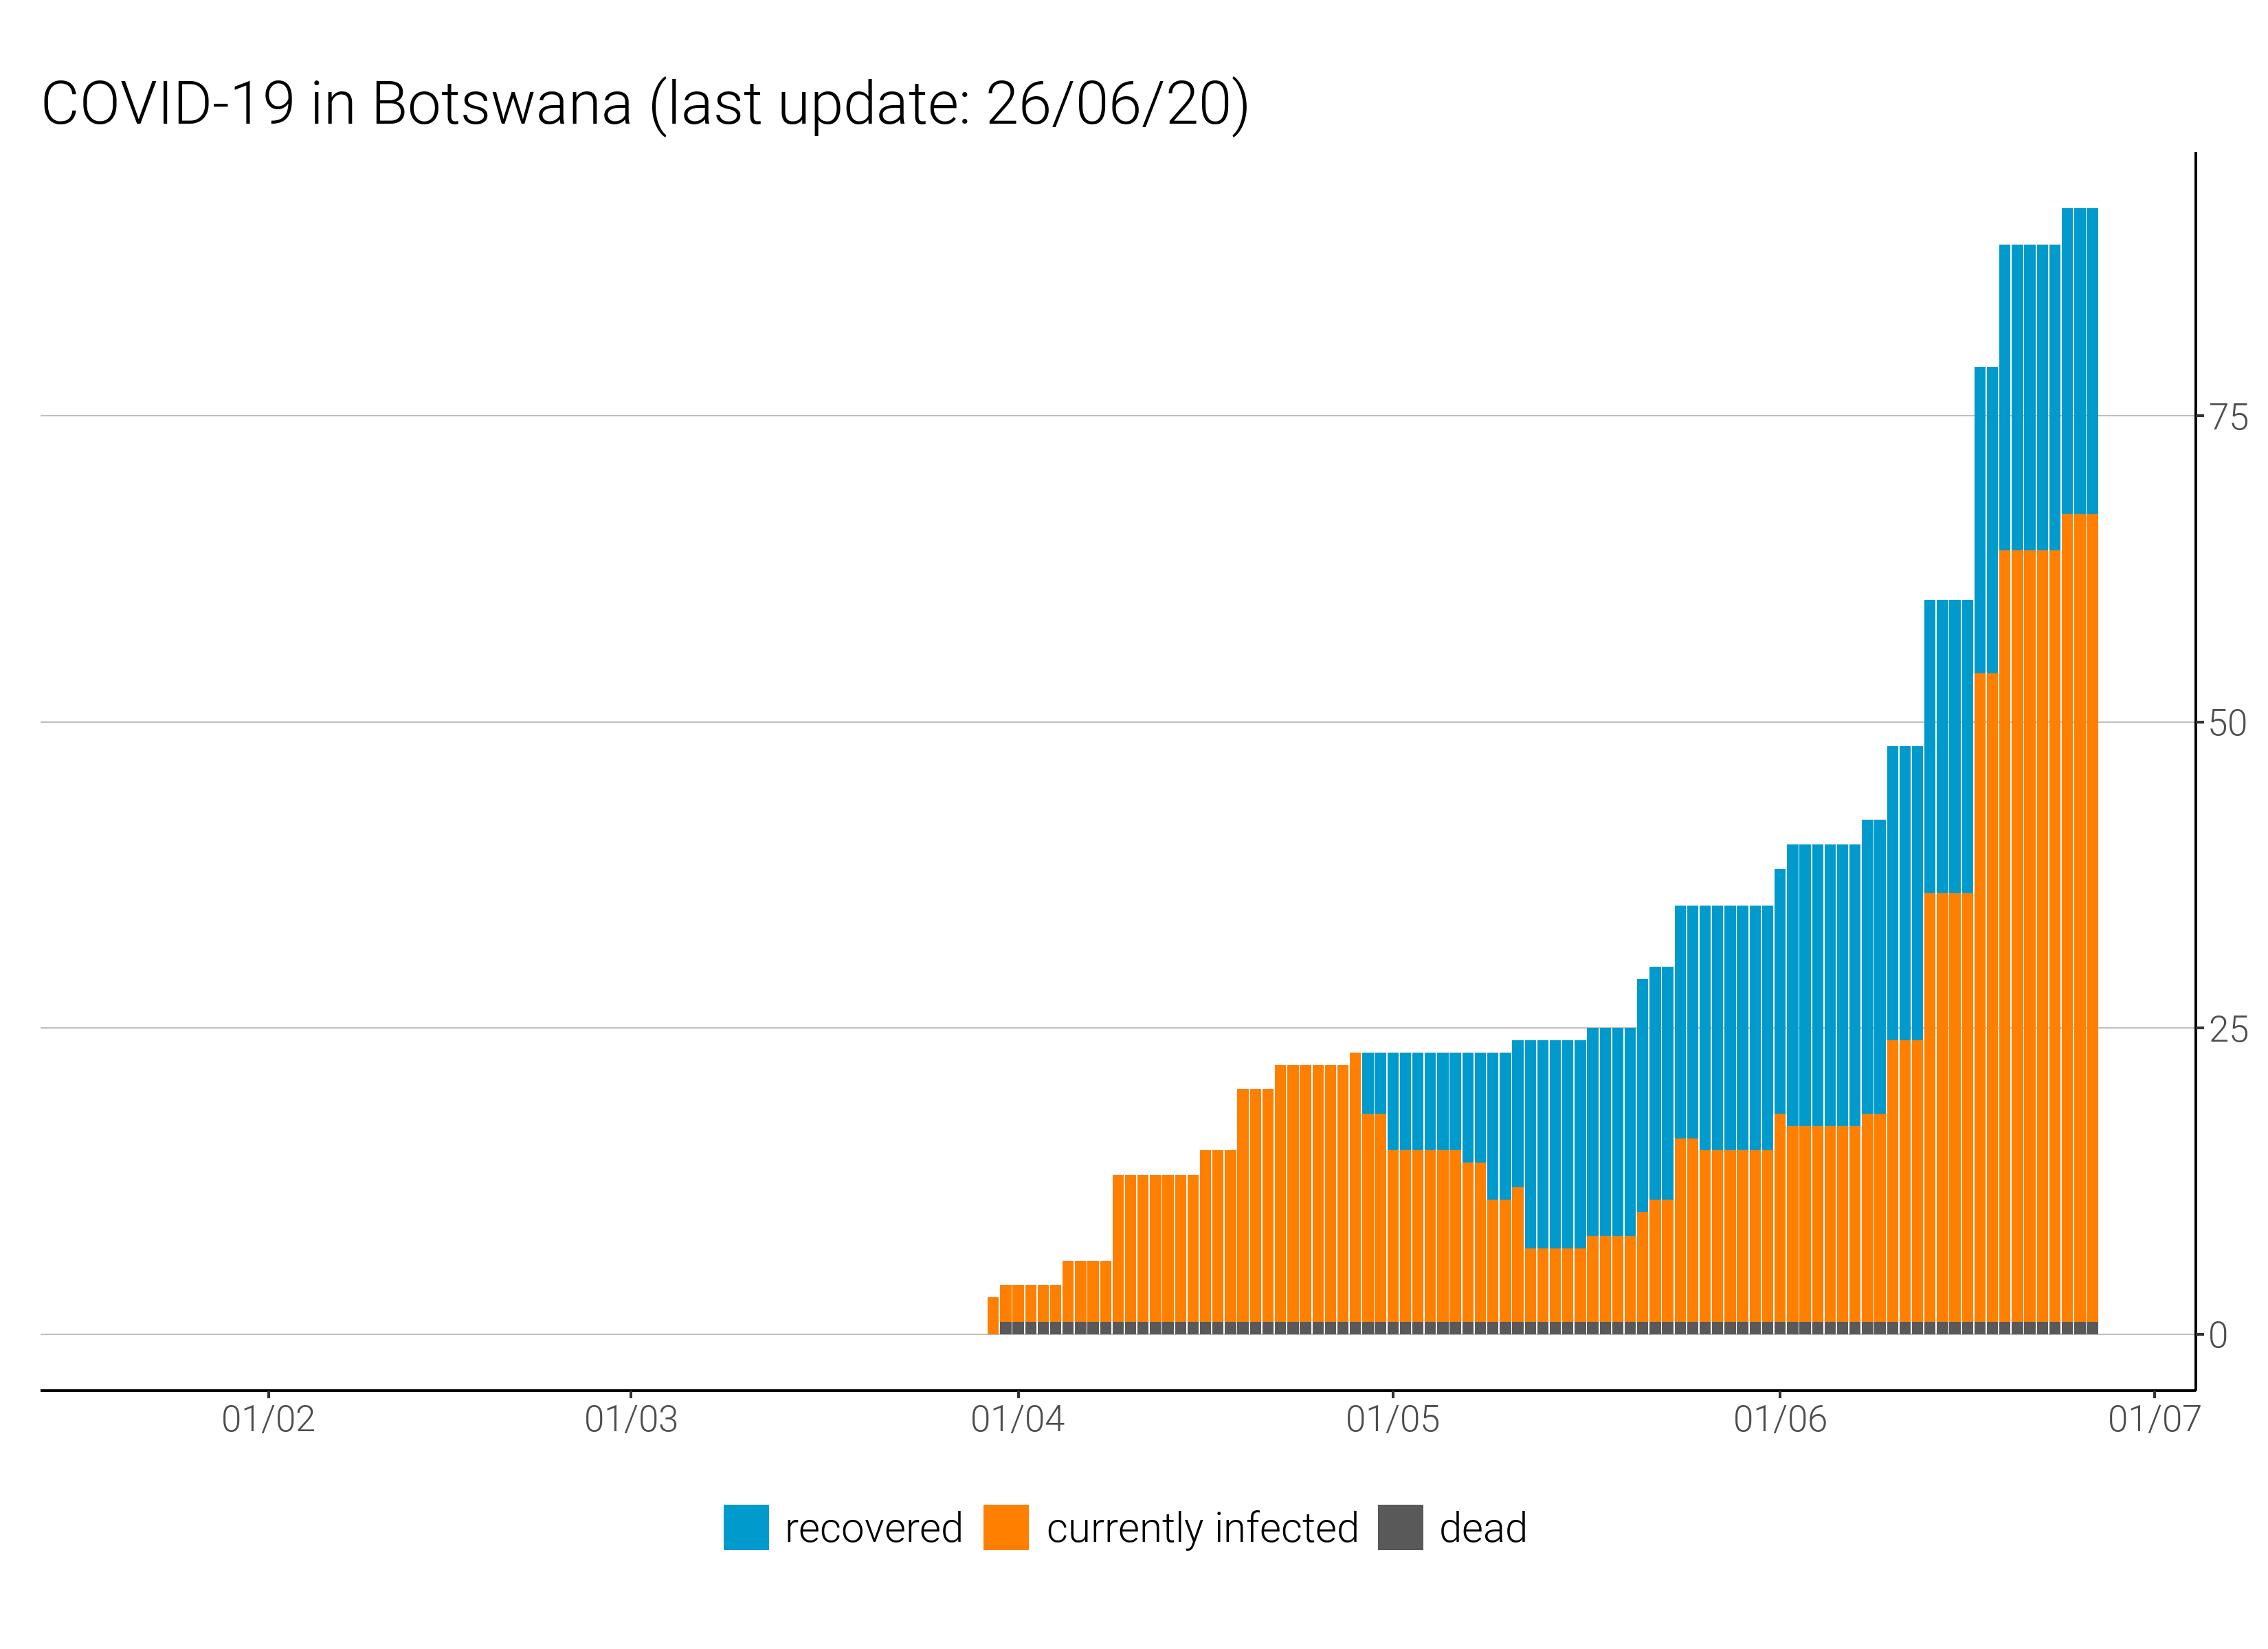 COVID-19 in Botswana (last update: 26/06/20)
75
50
25
0
01/02 01/03 01/04 01/05 01/06 01/07
recovered currently infected dead